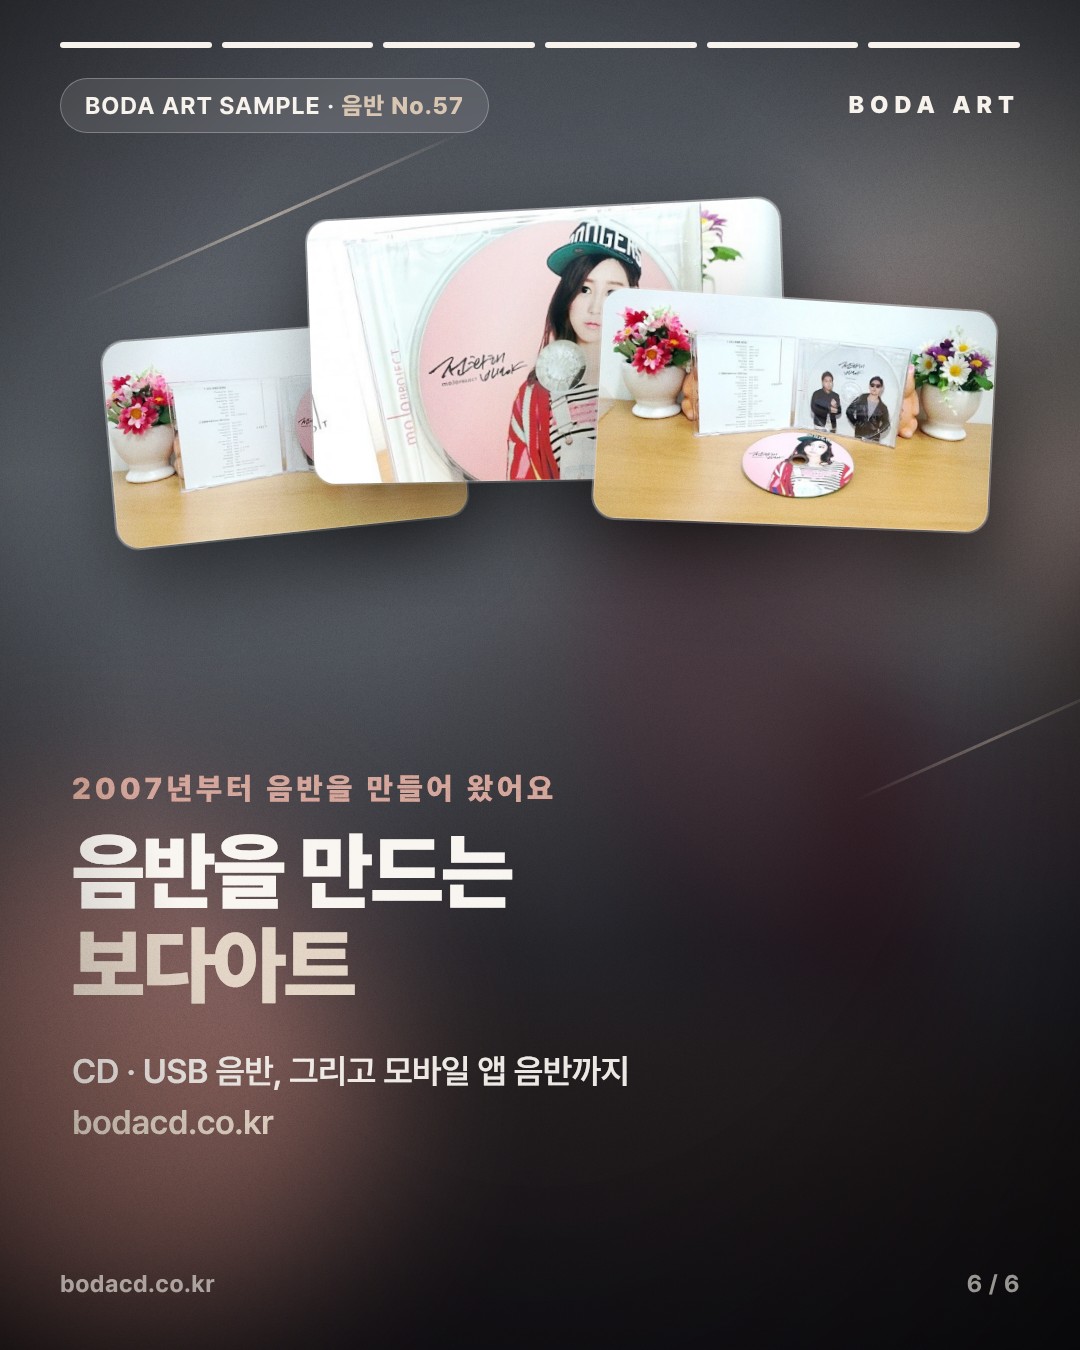 BODA ART SAMPLE · 음반 No.57
BODA ART
전화해
2007년부터 음반을 만들어 왔어요
음반을 만드는
보다아트
CD · USB 음반, 그리고 모바일 앱 음반까지
bodacd.co.kr
bodacd.co.kr
6 / 6